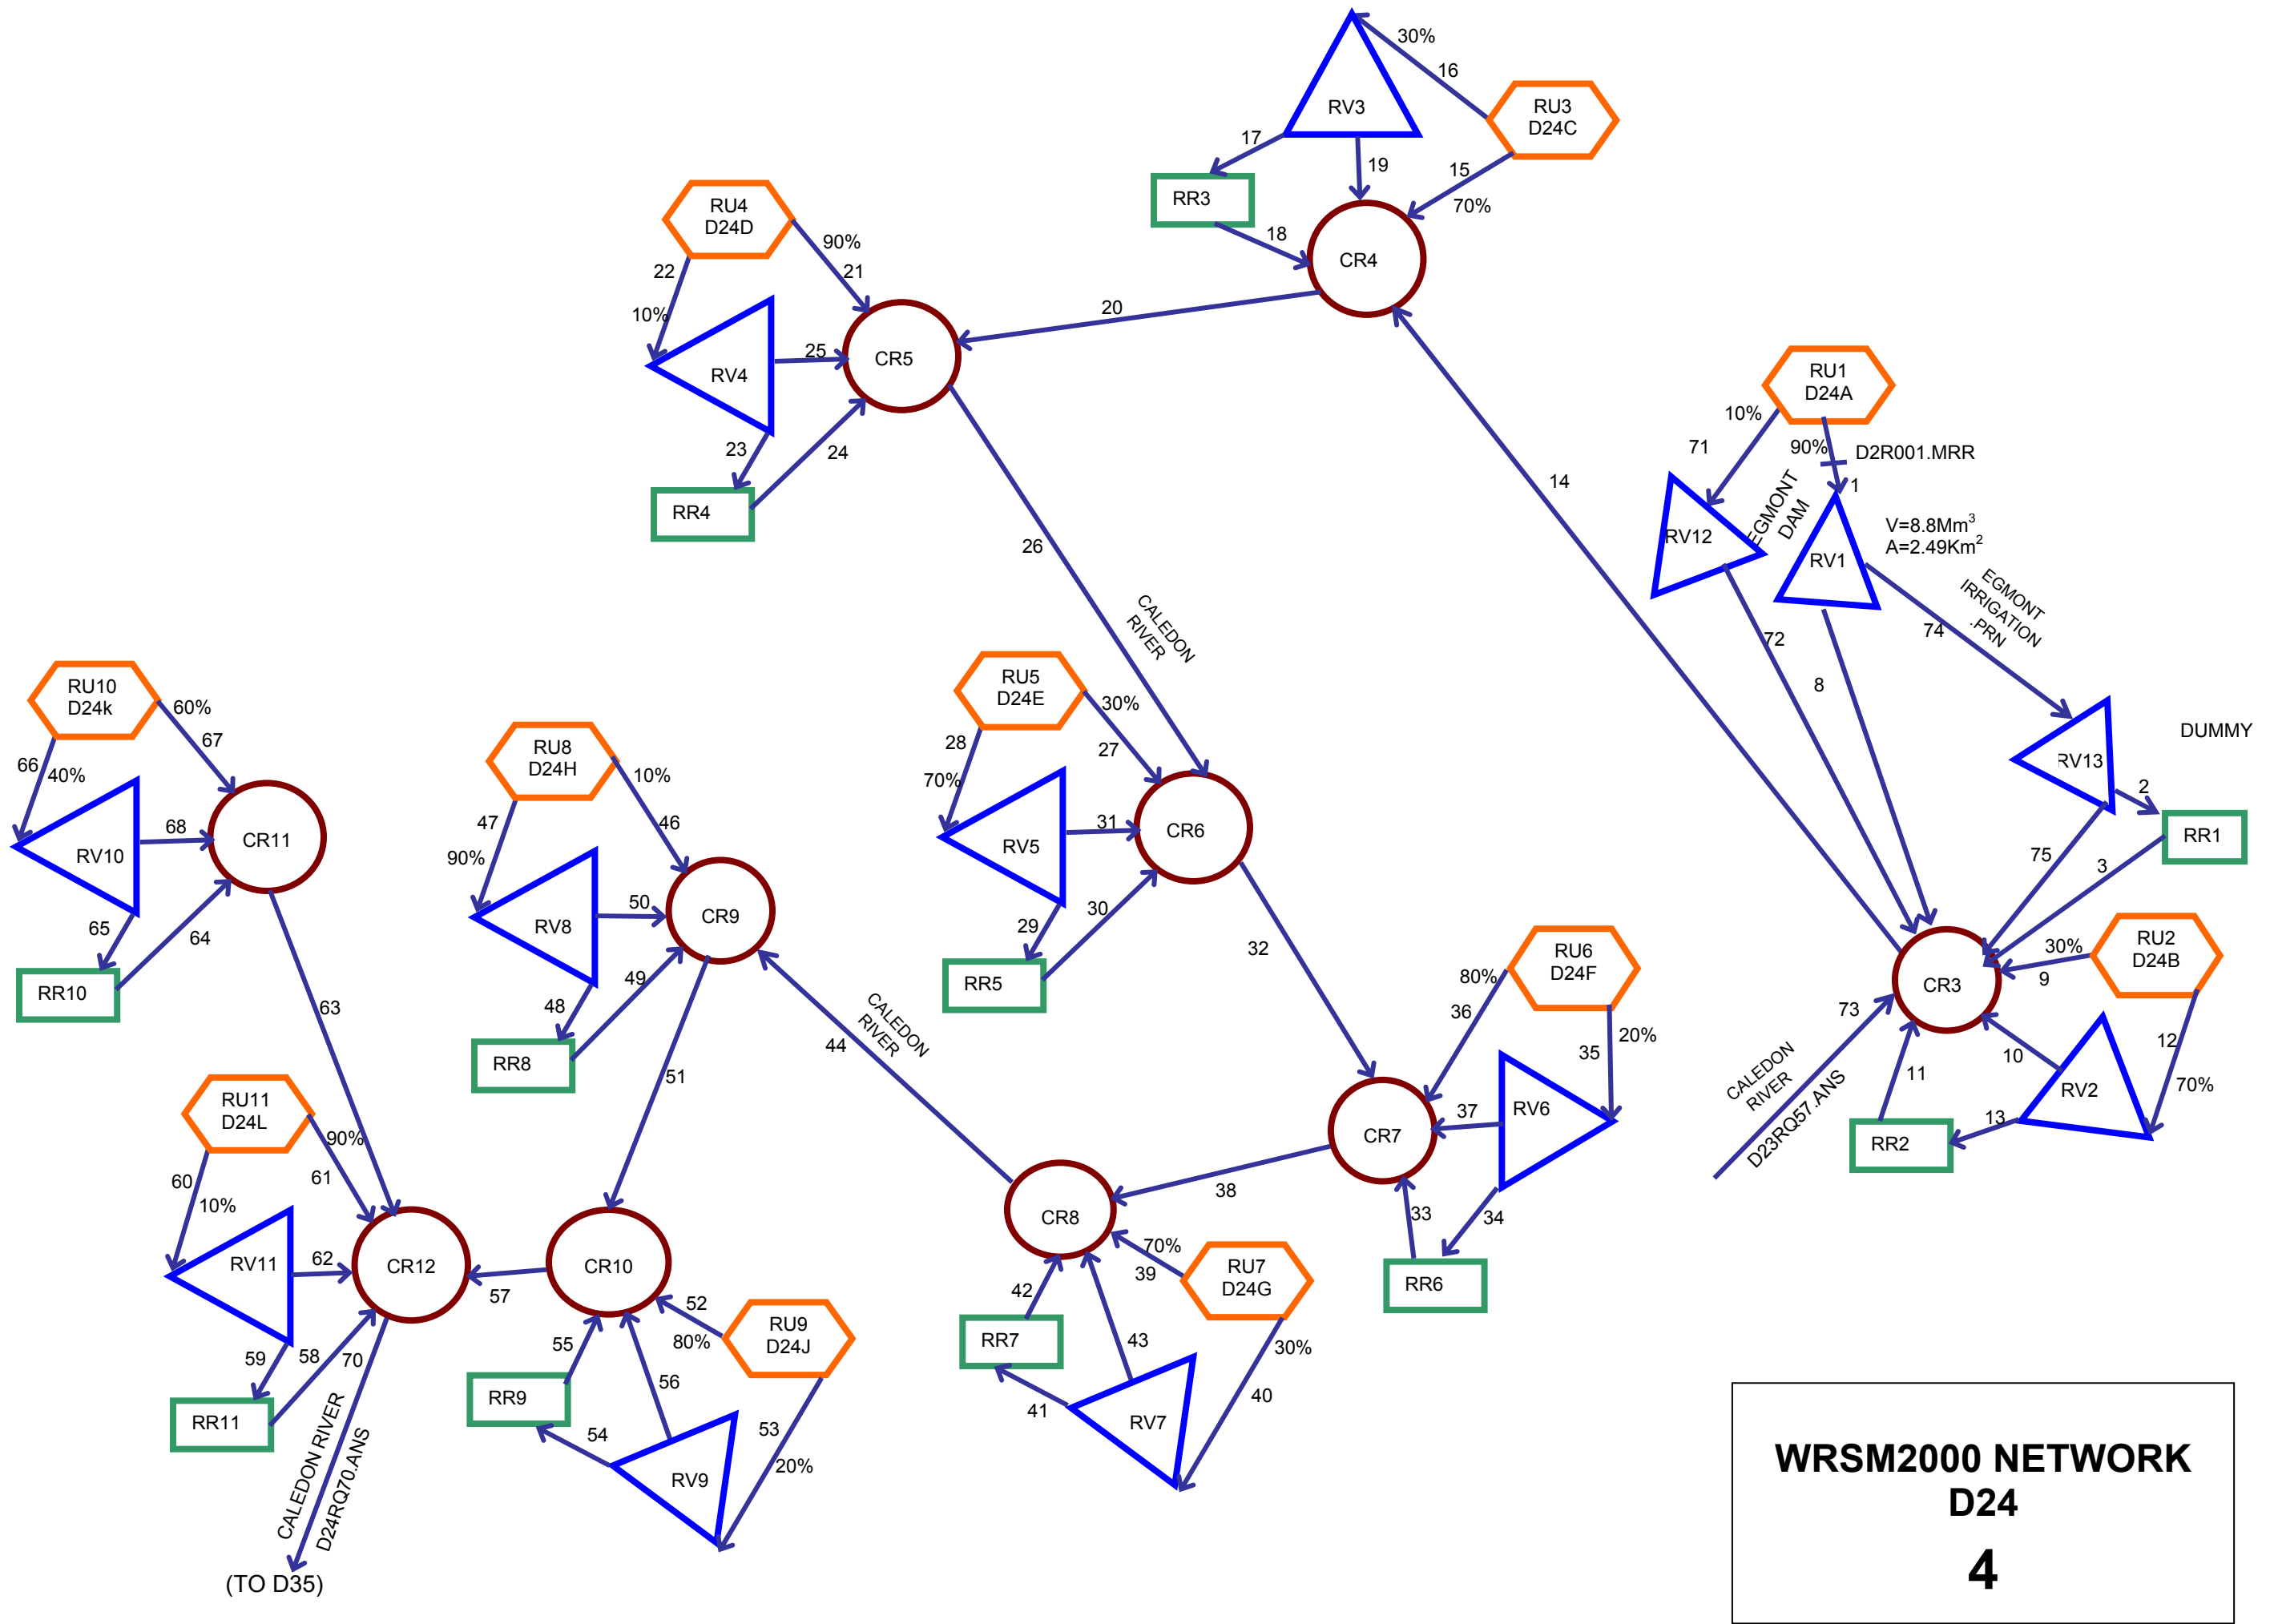 30%
16
RV3
RU3
D24C
17
19
15
RR3
70%
18
CR4
RU4
D24D
90%
22
21
10%
20
25
CR5
RV4
23
24
RR4
26
CALEDON
RIVER
14
RU1
D24A
10%
71
90%
D2R001.MRR
1
EGMONT
DAM
RV12
RV1
V=8.8Mm³
A=2.49Km²
EGMONT
IRRIGATION
.PRN
74
72
8
RV13
DUMMY
2
RR1
75
3
RU10
D24k
60%
67
66
40%
68
CR11
RV10
65
64
RR10
63
RU8
D24H
10%
47
46
90%
50
CR9
RV8
48
49
RR8
51
RU5
D24E
30%
28
27
70%
31
CR6
RV5
29
30
RR5
32
CALEDON
RIVER
44
RU6
D24F
80%
36
35
20%
37
RV6
CR7
38
33
34
RR6
30%
RU2
D24B
9
CR3
73
12
10
11
RV2
70%
13
RR2
CALEDON
RIVER
D23RQ57.ANS
RU11
D24L
90%
60
61
10%
RV11
62
CR12
59
58
70
RR11
CALEDON RIVER
D24RQ70.ANS
(TO D35)
57
CR10
52
80%
RU9
D24J
55
RR9
56
54
53
RV9
20%
CR8
70%
39
RU7
D24G
42
RR7
43
30%
41
40
RV7
WRSM2000 NETWORK
D24
4